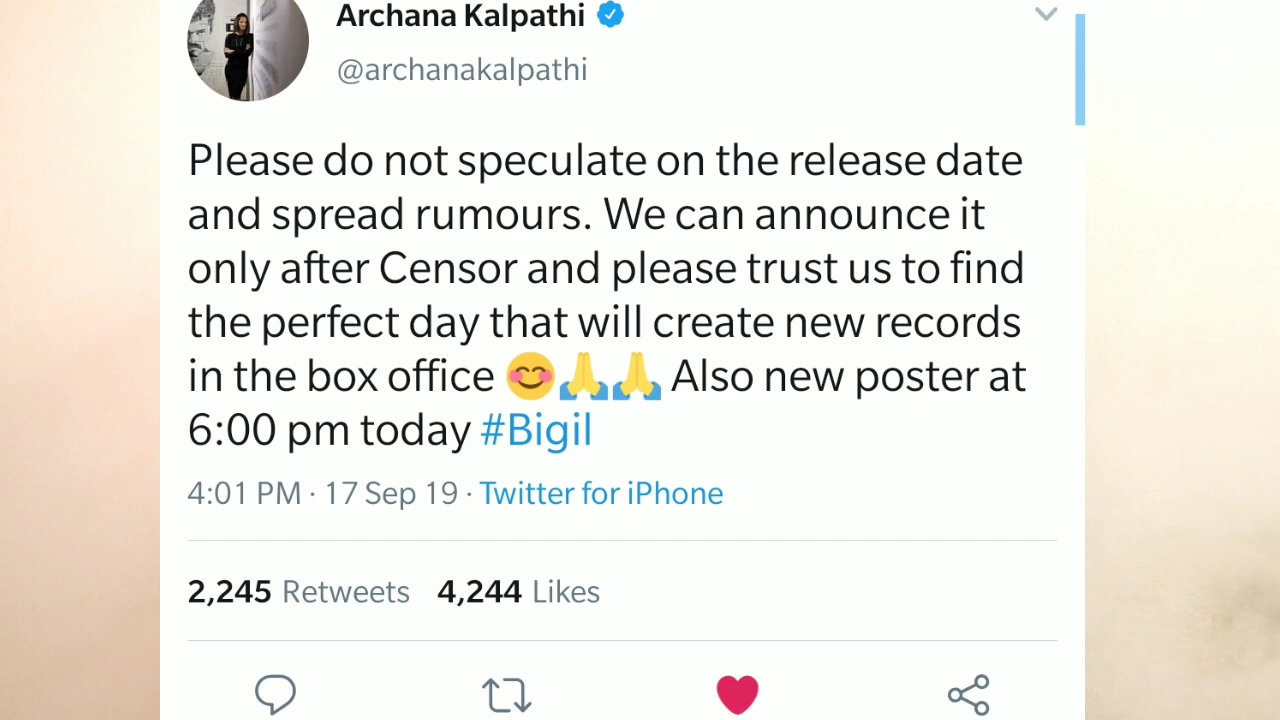 Archana Kalpathi
@archanakalpathi
Please do not speculate on the release date
and spread rumours. We can announce it
only after Censor and please trust us to find
the perfect day that will create new records
in the box office 😊🙏🙏 Also new poster at
6:00 pm today #Bigil
4:01 PM · 17 Sep 19 · Twitter for iPhone
2,245 Retweets 4,244 Likes